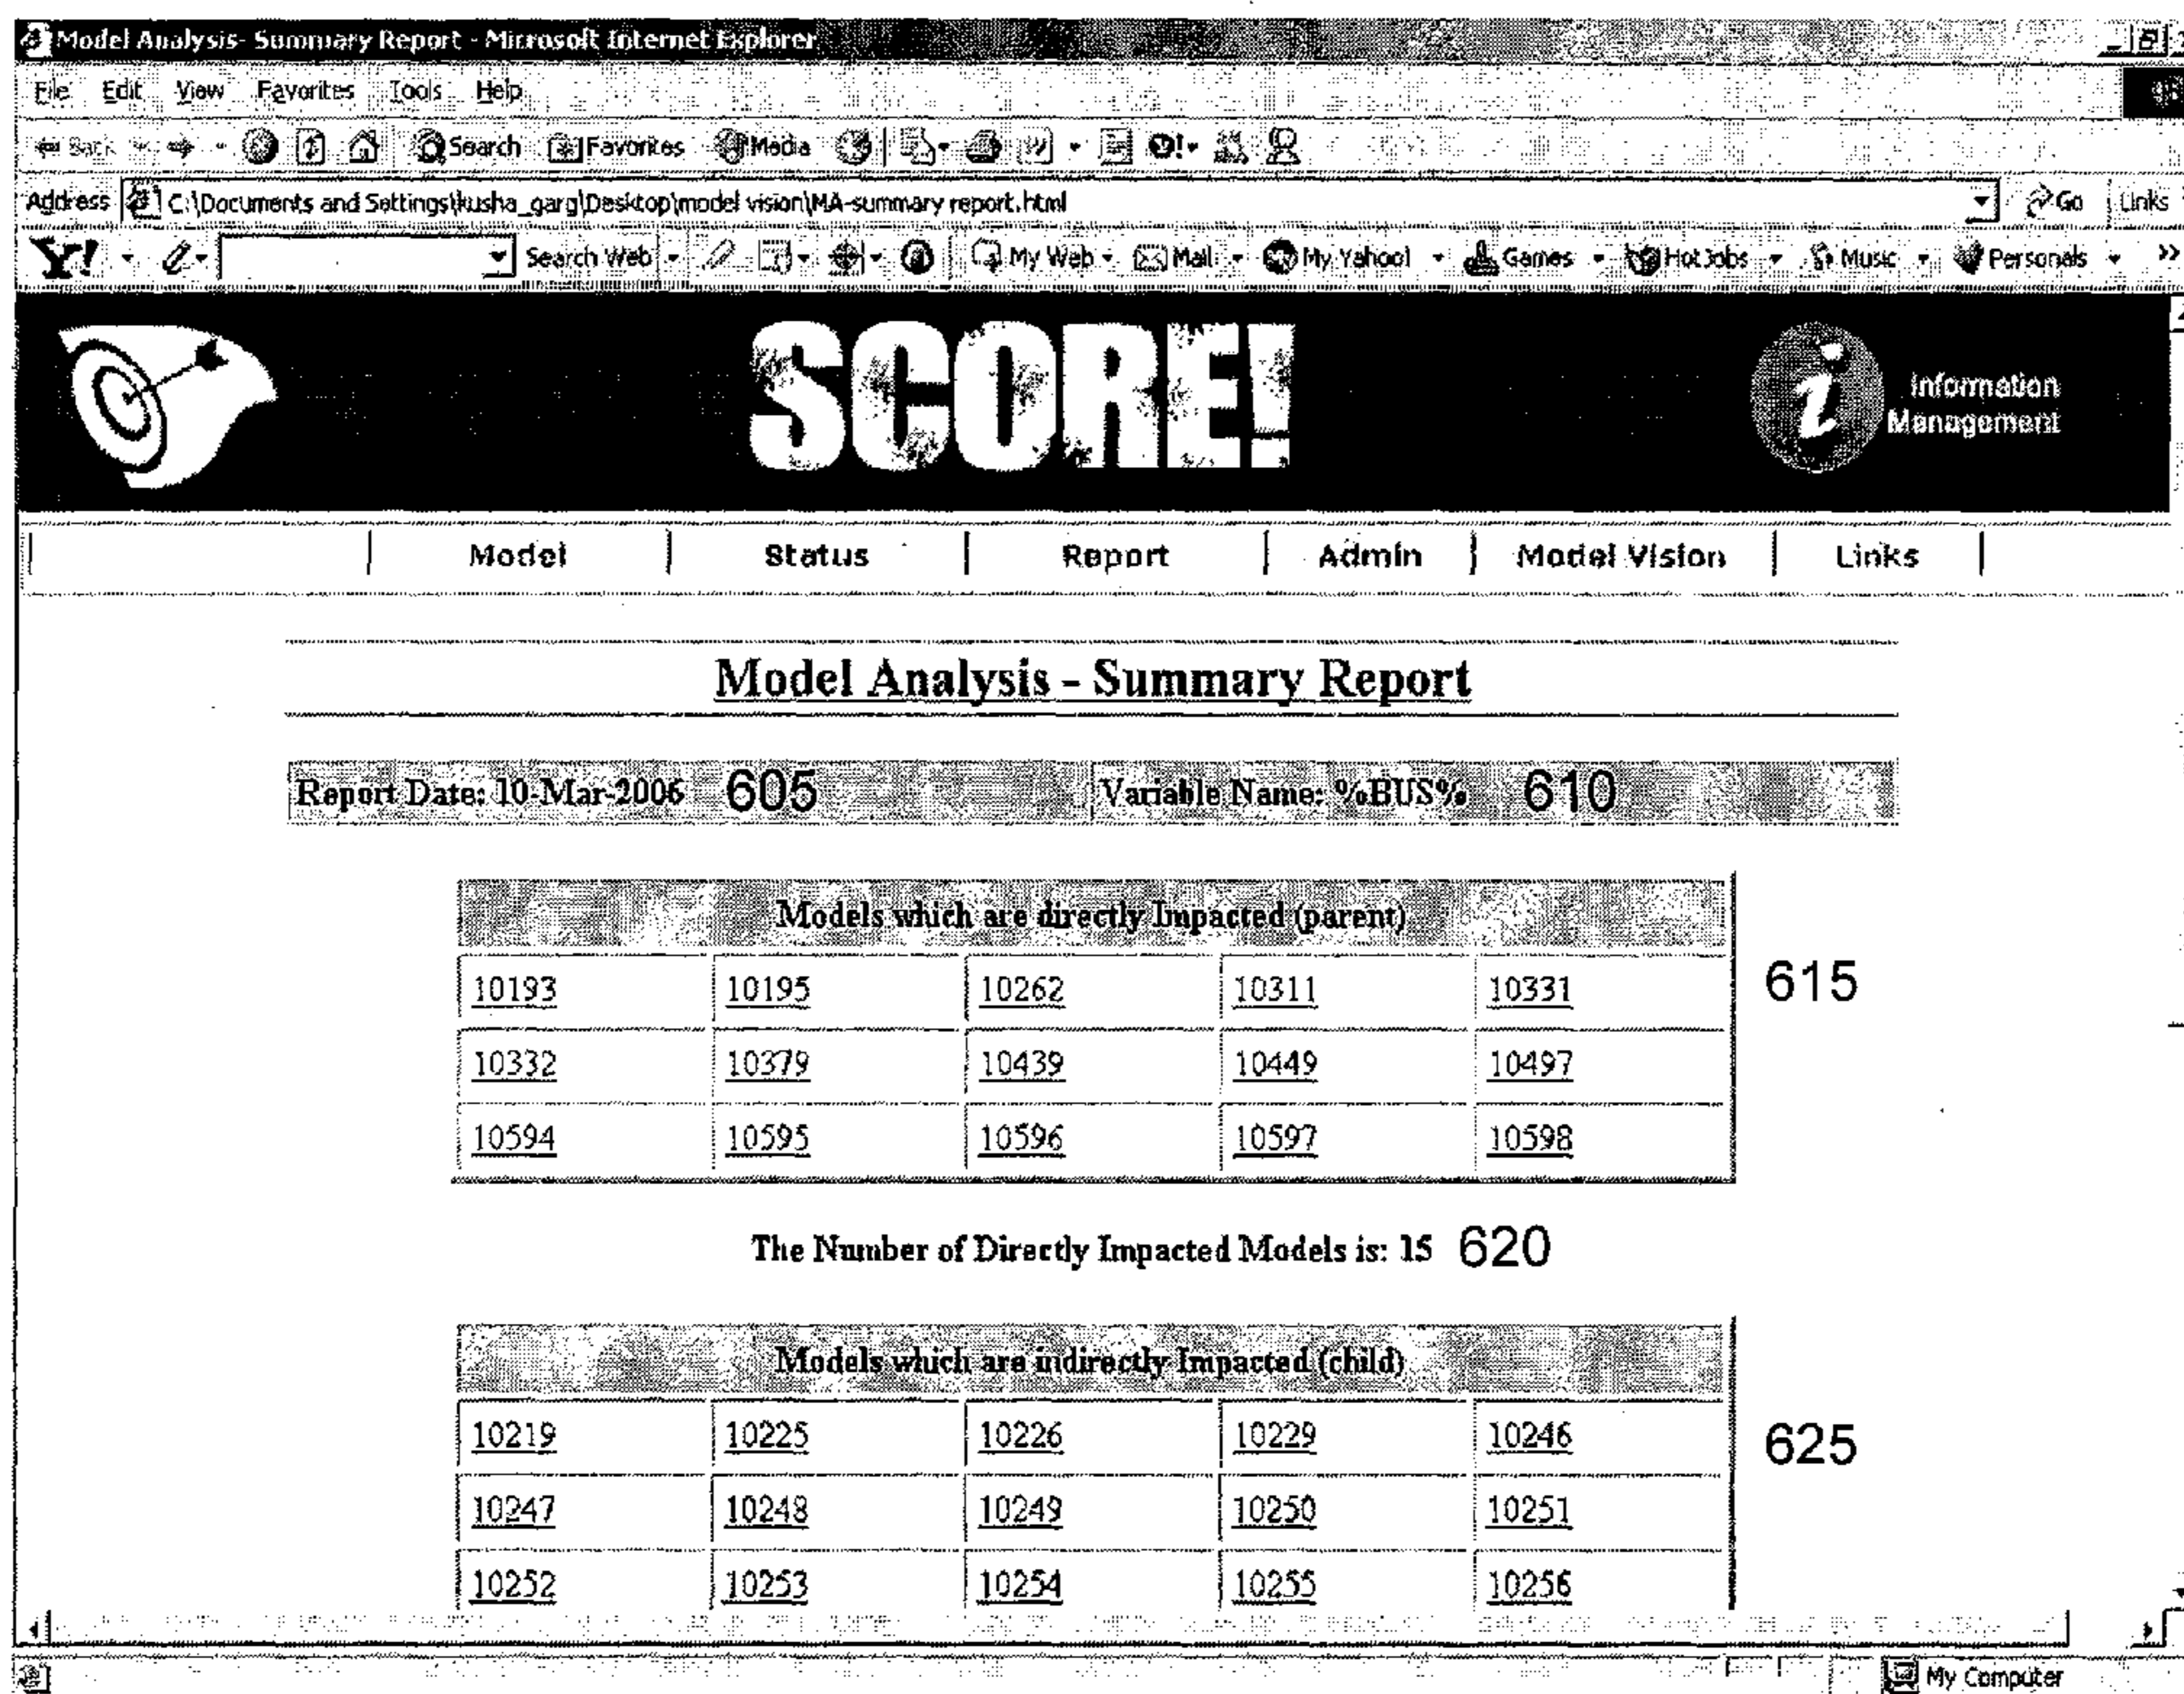 Model Analysis- Summary Report - Microsoft Internet Explorer
File Edit View Favorites Tools Help
Back Search Favorites Media
Address C:\Documents and Settings\kusha_garg\Desktop\model vision\MA-summary report.html Go Links
Y! Search Web My Web Mail My Yahoo! Games HotJobs Music Personals »
SCORE!
i Information
Management
Model Status Report Admin Model Vision Links
Model Analysis - Summary Report
Report Date: 10-Mar-2006 605 Variable Name: %BUS% 610
Models which are directly Impacted (parent)
10193 10195 10262 10311 10331 615
10332 10379 10439 10449 10497
10594 10595 10596 10597 10598
The Number of Directly Impacted Models is: 15 620
Models which are indirectly Impacted (child)
10219 10225 10226 10229 10246 625
10247 10248 10249 10250 10251
10252 10253 10254 10255 10256
My Computer